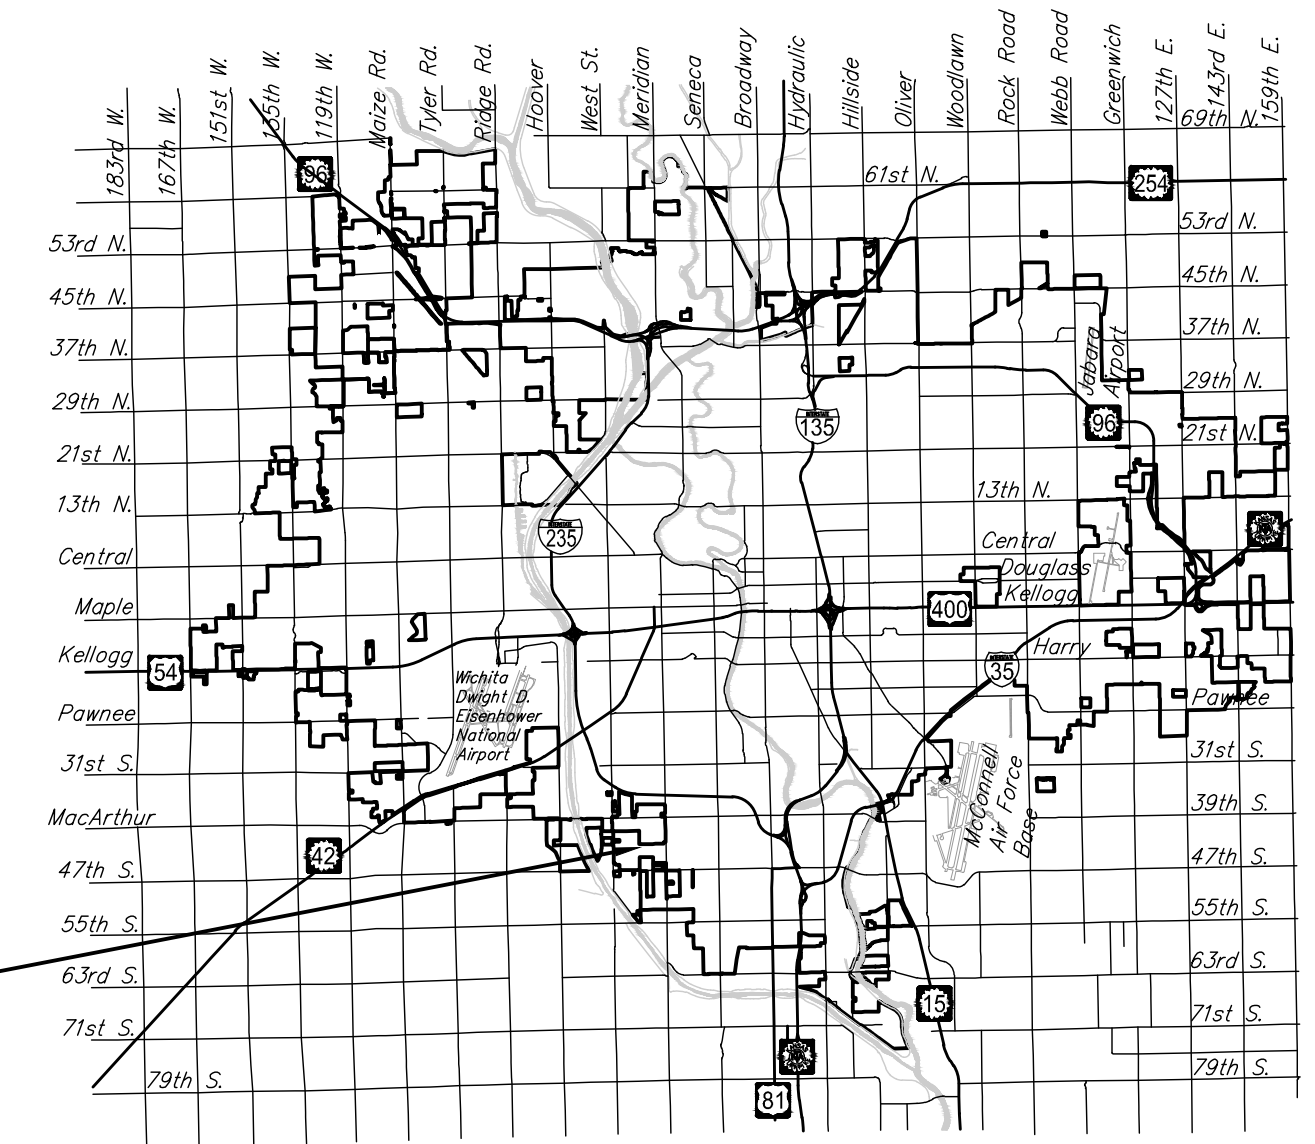 183rd W.
167th W.
151st W.
135th W.
119th W.
Maize Rd.
Tyler Rd.
Ridge Rd.
Hoover
West St.
Meridian
Seneca
Broadway
Hydraulic
Hillside
Oliver
Woodlawn
Rock Road
Webb Road
Greenwich
127th E.
143rd E.
159th E.
69th N.
96
61st N.
254
53rd N.
53rd N.
45th N.
45th N.
37th N.
37th N.
Jabara
Airport
29th N.
29th N.
INTERSTATE
135
96
21st N.
21st N.
13th N.
13th N.
INTERSTATE
235
Central
Central
Douglass
Kellogg
Maple
400
Kellogg
54
Harry
INTERSTATE
35
Wichita
Dwight D.
Eisenhower
National
Airport
Pawnee
Pawnee
31st S.
31st S.
McConnell
Air Force
Base
MacArthur
39th S.
42
47th S.
47th S.
55th S.
55th S.
63rd S.
63rd S.
15
71st S.
71st S.
79th S.
79th S.
81